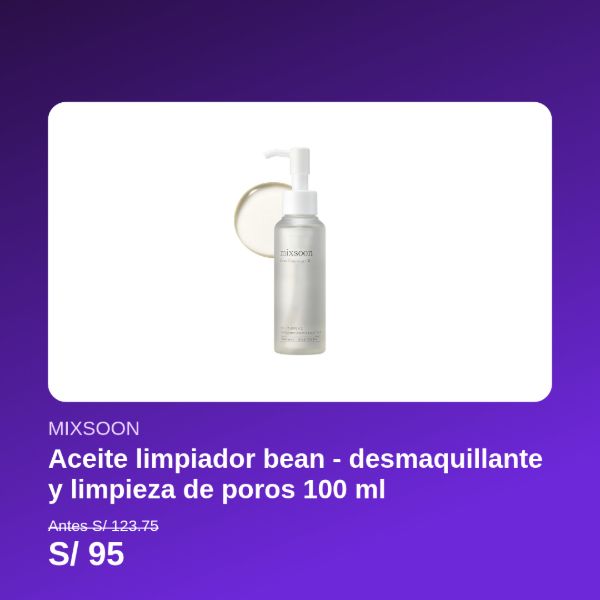 mixsoon
MIXSOON
Aceite limpiador bean - desmaquillante
y limpieza de poros 100 ml
Antes S/ 123.75
S/ 95